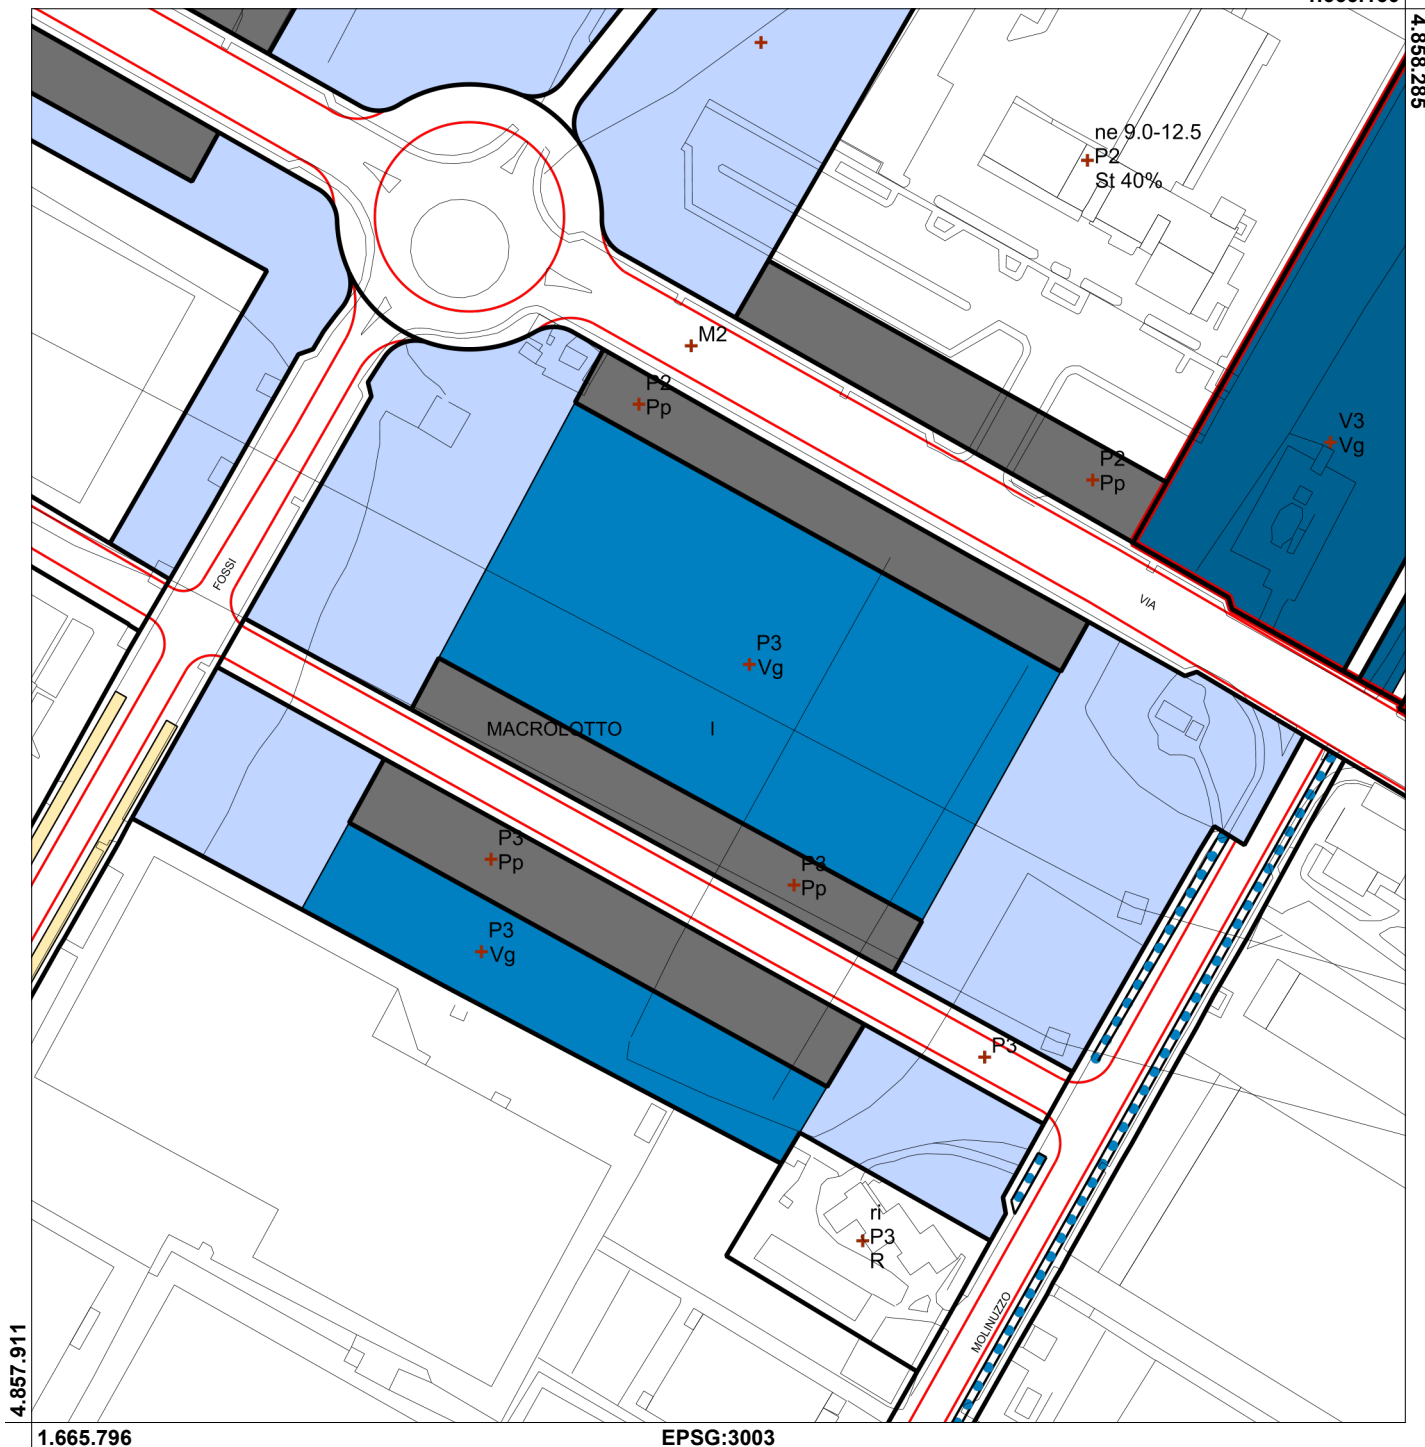 4.858.285
ne 9.0-12.5
P2
St 40%
M2
P2
Pp
V3
Vg
P2
Pp
FOSSI
VIA
P3
Vg
MACROLOTTO I
P3
Pp
P3
Pp
P3
Vg
P3
ri
P3
R
MOLINUZZO
4.857.911
1.665.796
EPSG:3003